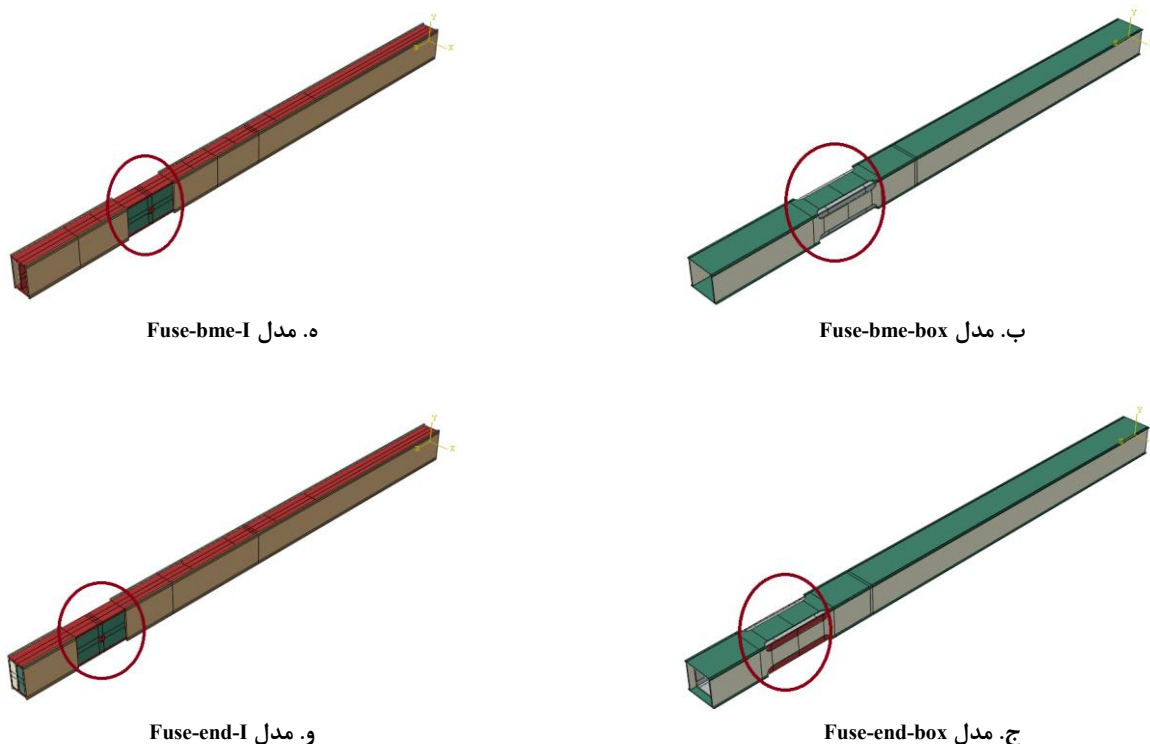 ب. مدل Fuse-bme-box
ه. مدل Fuse-bme-I
ج. مدل Fuse-end-box
و. مدل Fuse-end-I